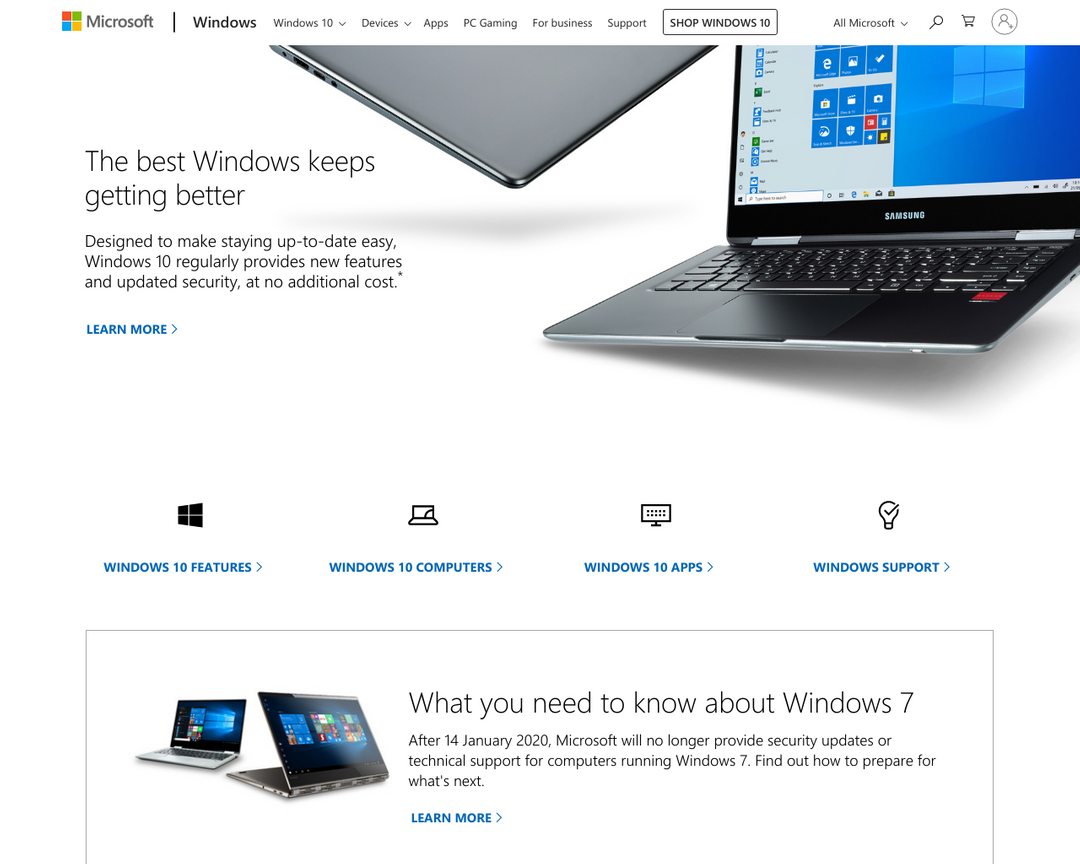 Microsoft
Windows
Windows 10
Devices
Apps
PC Gaming
For business
Support
SHOP WINDOWS 10
All Microsoft
The best Windows keeps
getting better
Designed to make staying up-to-date easy,
Windows 10 regularly provides new features
and updated security, at no additional cost.*
LEARN MORE
Type here to search
SAMSUNG
WINDOWS 10 FEATURES
WINDOWS 10 COMPUTERS
WINDOWS 10 APPS
WINDOWS SUPPORT
What you need to know about Windows 7
After 14 January 2020, Microsoft will no longer provide security updates or
technical support for computers running Windows 7. Find out how to prepare for
what's next.
LEARN MORE